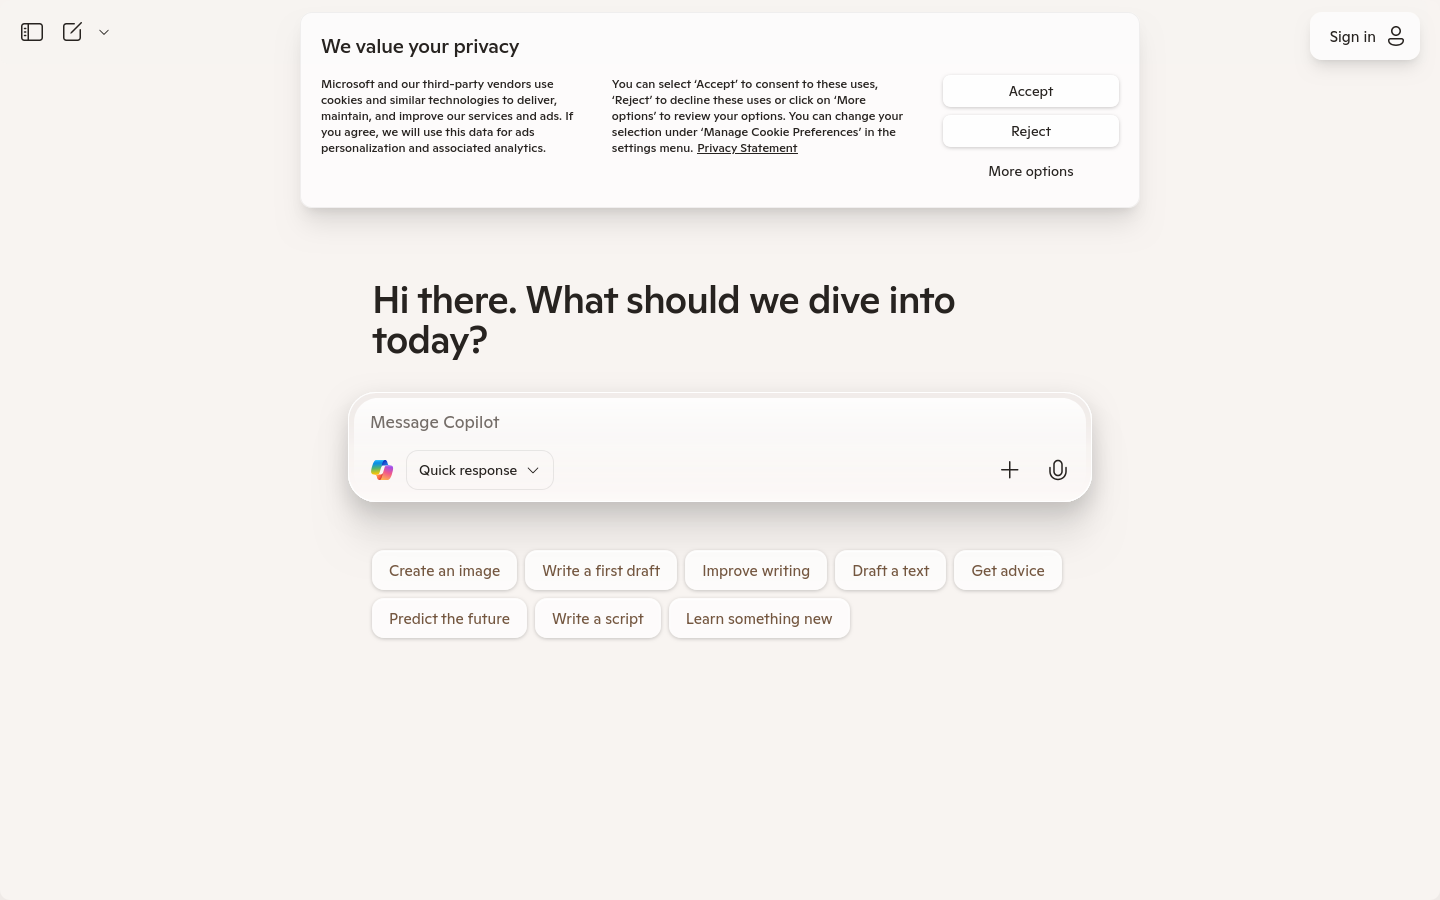 Sign in
We value your privacy
Microsoft and our third-party vendors use
cookies and similar technologies to deliver,
maintain, and improve our services and ads. If
you agree, we will use this data for ads
personalization and associated analytics.
You can select ‘Accept’ to consent to these uses,
‘Reject’ to decline these uses or click on ‘More
options’ to review your options. You can change your
selection under ‘Manage Cookie Preferences’ in the
settings menu. Privacy Statement
Accept
Reject
More options
Hi there. What should we dive into
today?
Message Copilot
Quick response
Create an image
Write a first draft
Improve writing
Draft a text
Get advice
Predict the future
Write a script
Learn something new